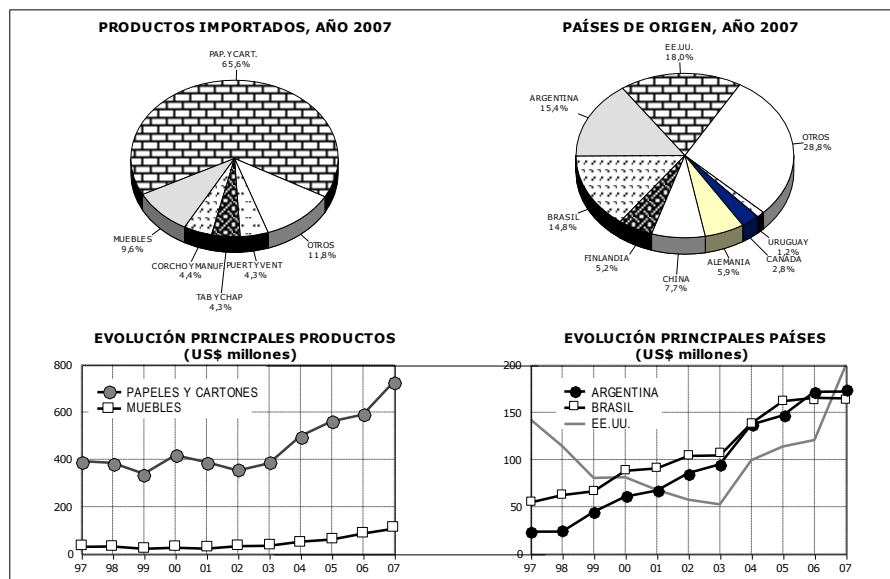 PRODUCTOS IMPORTADOS, AÑO 2007
PAP. Y CART.
65,6%
MUEBLES
9,6%
CORCHO Y MANUF.
4,4%
TAB Y CHAP
4,3%
PUERT Y VENT
4,3%
OTROS
11,8%
PAÍSES DE ORIGEN, AÑO 2007
EE.UU.
18,0%
ARGENTINA
15,4%
OTROS
28,8%
BRASIL
14,8%
FINLANDIA
5,2%
CHINA
7,7%
ALEMANIA
5,9%
CANADA
2,8%
URUGUAY
1,2%
EVOLUCIÓN PRINCIPALES PRODUCTOS
(US$ millones)
800
600
400
200
0
PAPELES Y CARTONES
MUEBLES
97 98 99 00 01 02 03 04 05 06 07
EVOLUCIÓN PRINCIPALES PAÍSES
(US$ millones)
200
150
100
50
0
ARGENTINA
BRASIL
EE.UU.
97 98 99 00 01 02 03 04 05 06 07